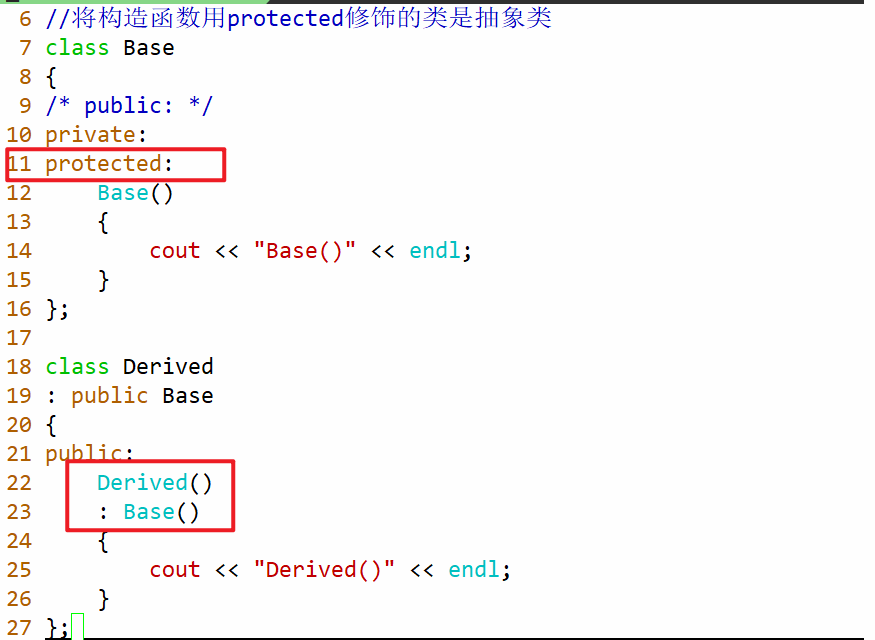 6 //将构造函数用protected修饰的类是抽象类
7 class Base
8 {
9 /* public: */
10 private:
11 protected:
12     Base()
13     {
14         cout << "Base()" << endl;
15     }
16 };
17
18 class Derived
19 : public Base
20 {
21 public:
22     Derived()
23     : Base()
24     {
25         cout << "Derived()" << endl;
26     }
27 };